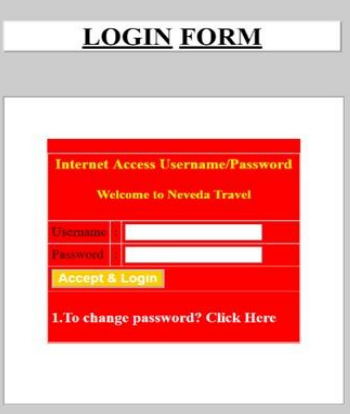 LOGIN FORM
Internet Access Username/Password
Welcome to Neveda Travel
Username :
Password :
Accept & Login
1.To change password? Click Here